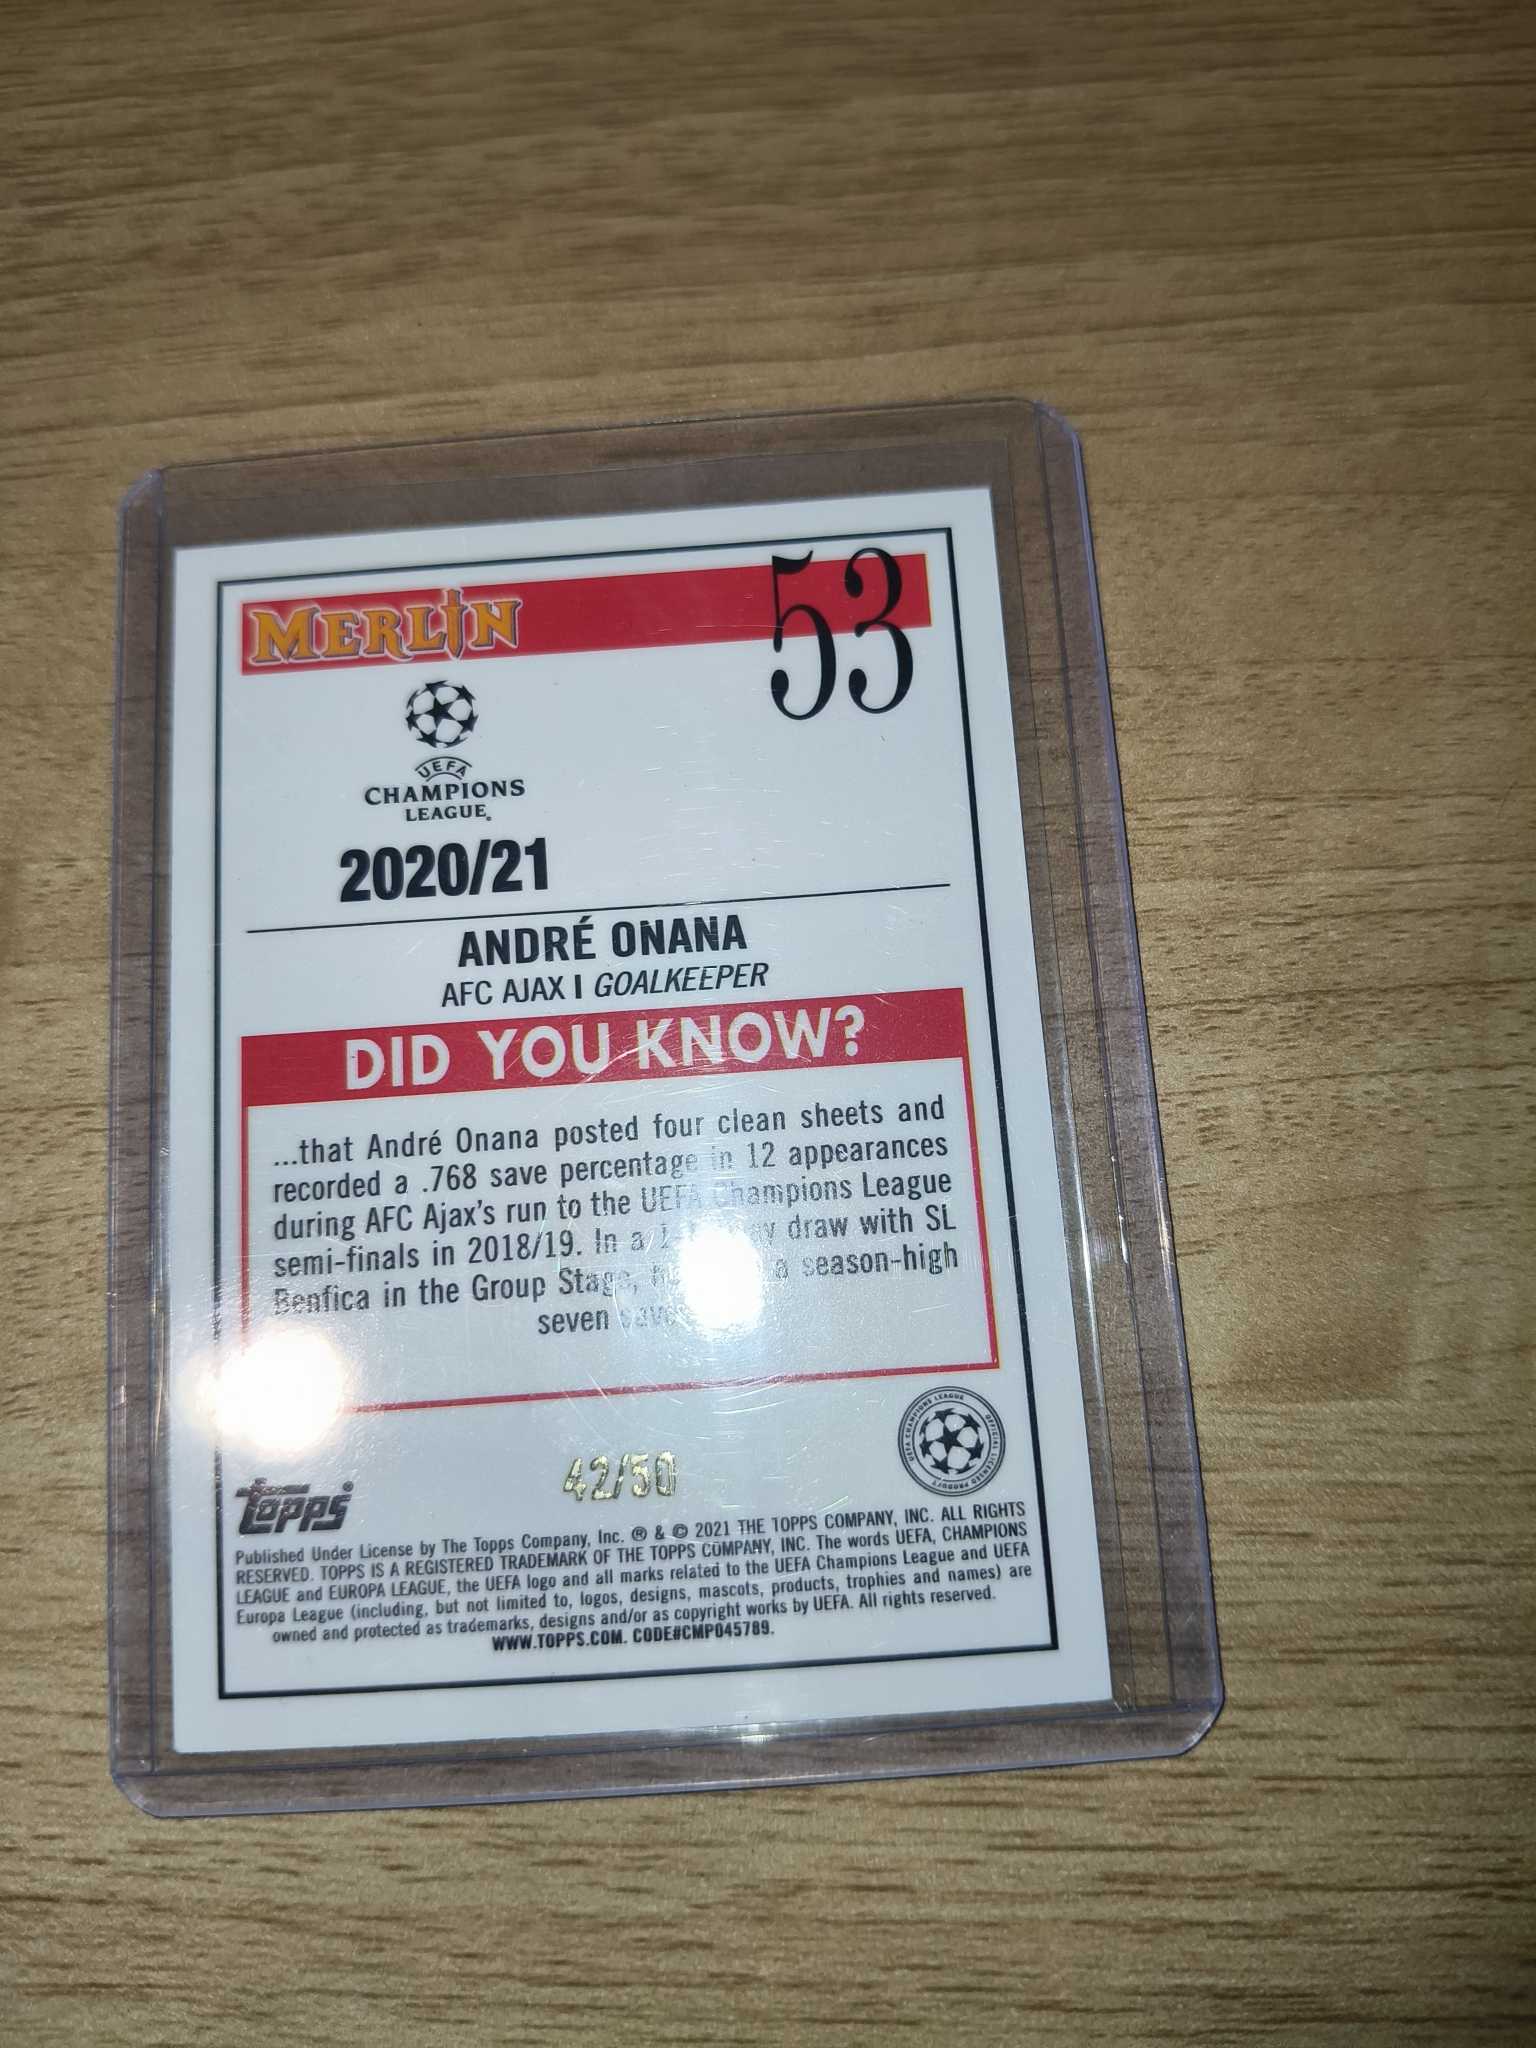 MERLIN
53
UEFA
CHAMPIONS
LEAGUE.
2020/21
ANDRÉ ONANA
AFC AJAX I GOALKEEPER
DID YOU KNOW?
...that André Onana posted four clean sheets and
recorded a .768 save percentage in 12 appearances
during AFC Ajax's run to the UEFA Champions League
semi-finals in 2018/19. In a draw with SL
Benfica in the Group Stage, a season-high
seven
42/50
UEFA CHAMPIONS LEAGUE OFFICIAL LICENSED PRODUCT
Topps®
Published Under License by The Topps Company, Inc. ® & © 2021 THE TOPPS COMPANY, INC. ALL RIGHTS
RESERVED. TOPPS IS A REGISTERED TRADEMARK OF THE TOPPS COMPANY, INC. The words UEFA, CHAMPIONS
LEAGUE and EUROPA LEAGUE, the UEFA logo and all marks related to the UEFA Champions League and UEFA
Europa League (including, but not limited to, logos, designs, mascots, products, trophies and names) are
owned and protected as trademarks, designs and/or as copyright works by UEFA. All rights reserved.
WWW.TOPPS.COM. CODE#CMP045789.